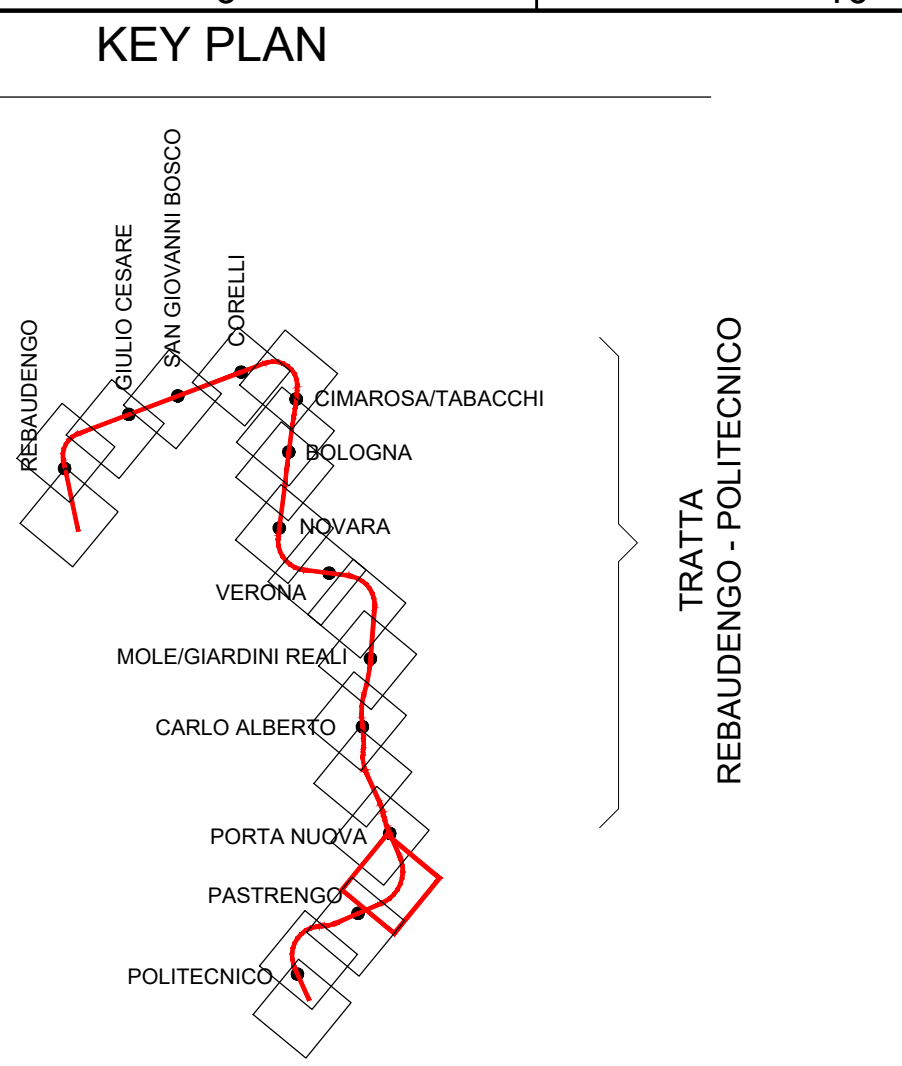 KEY PLAN
REBAUDENGO
GIULIO CESARE
SAN GIOVANNI BOSCO
CORELLI
CIMAROSA/TABACCHI
BOLOGNA
NOVARA
VERONA
MOLE/GIARDINI REALI
CARLO ALBERTO
PORTA NUOVA
PASTRENGO
POLITECNICO
TRATTA
REBAUDENGO - POLITECNICO